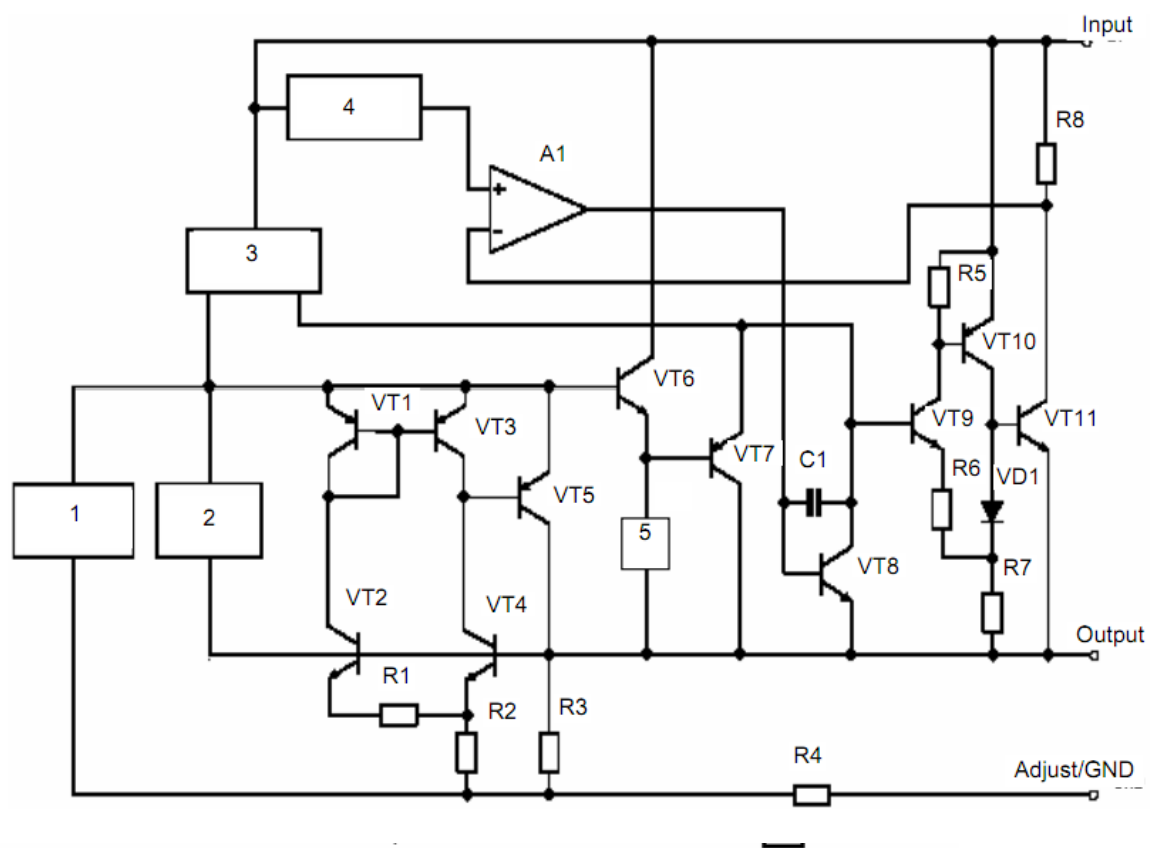 Input
4
R8
A1
+
-
3
R5
VT10
VT6
VT1
VT9
VT11
VT3
VT7
C1
R6
VD1
VT5
1
2
5
VT8
R7
VT2
VT4
Output
R1
R2
R3
R4
Adjust/GND